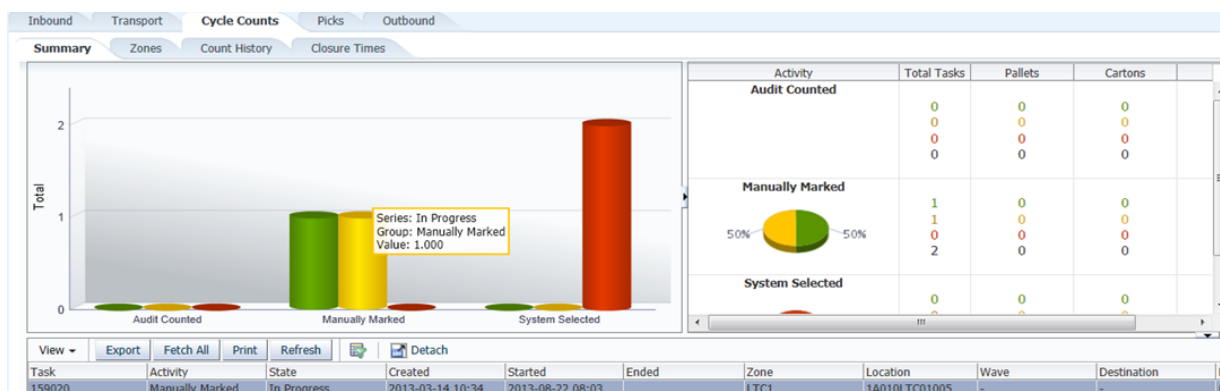 Inbound Transport Cycle Counts Picks Outbound
Summary Zones Count History Closure Times
Activity Total Tasks Pallets Cartons
Audit Counted
0 0 0
0 0 0
0 0 0
0 0 0
Manually Marked
1 0 0
1 0 0
0 0 0
2 0 0
50% 50%
System Selected
0 0 0
Total
2
1
0
Series: In Progress
Group: Manually Marked
Value: 1.000
Audit Counted Manually Marked System Selected
View Export Fetch All Print Refresh Detach
Task Activity State Created Started Ended Zone Location Wave Destination
159020 Manually Marked In Progress 2013-03-14 10:34 2013-08-22 08:03 LTC1 1A010LTC01005 - -